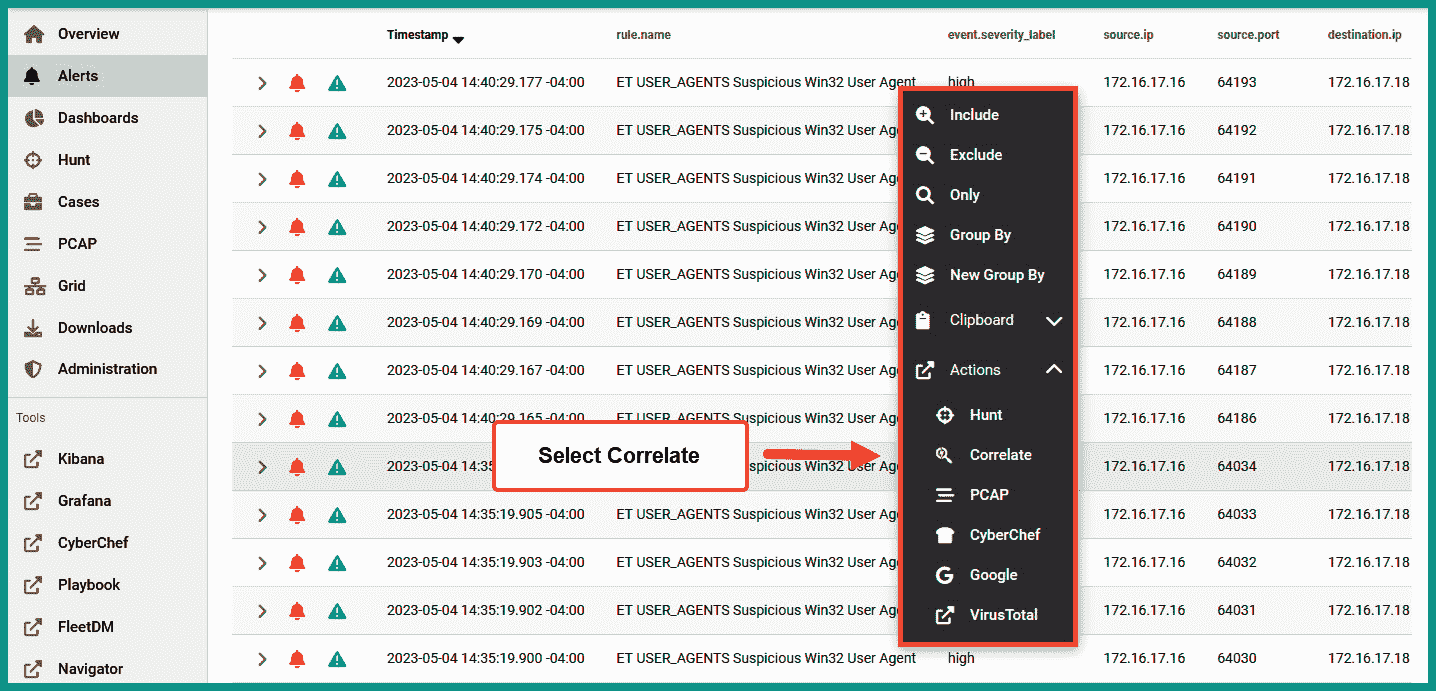 Overview
Alerts
Dashboards
Hunt
Cases
PCAP
Grid
Downloads
Administration
Tools
Kibana
Grafana
CyberChef
Playbook
FleetDM
Navigator
Timestamp rule.name event.severity_label source.ip source.port destination.ip
2023-05-04 14:40:29.177 -04:00 ET USER_AGENTS Suspicious Win32 User Agent high 172.16.17.16 64193 172.16.17.18
2023-05-04 14:40:29.175 -04:00 ET USER_AGENTS Suspicious Win32 User Age 172.16.17.16 64192 172.16.17.18
2023-05-04 14:40:29.174 -04:00 ET USER_AGENTS Suspicious Win32 User Age 172.16.17.16 64191 172.16.17.18
2023-05-04 14:40:29.172 -04:00 ET USER_AGENTS Suspicious Win32 User Age 172.16.17.16 64190 172.16.17.18
2023-05-04 14:40:29.170 -04:00 ET USER_AGENTS Suspicious Win32 User Age 172.16.17.16 64189 172.16.17.18
2023-05-04 14:40:29.169 -04:00 ET USER_AGENTS Suspicious Win32 User Age 172.16.17.16 64188 172.16.17.18
2023-05-04 14:40:29.167 -04:00 ET USER_AGENTS Suspicious Win32 User Age 172.16.17.16 64187 172.16.17.18
2023-05-04 14:40:29.165 -04:00 ET USER_AGENTS Suspicious Win32 User Age 172.16.17.16 64186 172.16.17.18
2023-05-04 14:35 spicious Win32 User Age 172.16.17.16 64034 172.16.17.18
2023-05-04 14:35:19.905 -04:00 ET USER_AGENTS Suspicious Win32 User Age 172.16.17.16 64033 172.16.17.18
2023-05-04 14:35:19.903 -04:00 ET USER_AGENTS Suspicious Win32 User Age 172.16.17.16 64032 172.16.17.18
2023-05-04 14:35:19.902 -04:00 ET USER_AGENTS Suspicious Win32 User Age 172.16.17.16 64031 172.16.17.18
2023-05-04 14:35:19.900 -04:00 ET USER_AGENTS Suspicious Win32 User Agent high 172.16.17.16 64030 172.16.17.18
Select Correlate
Include
Exclude
Only
Group By
New Group By
Clipboard
Actions
Hunt
Correlate
PCAP
CyberChef
Google
VirusTotal